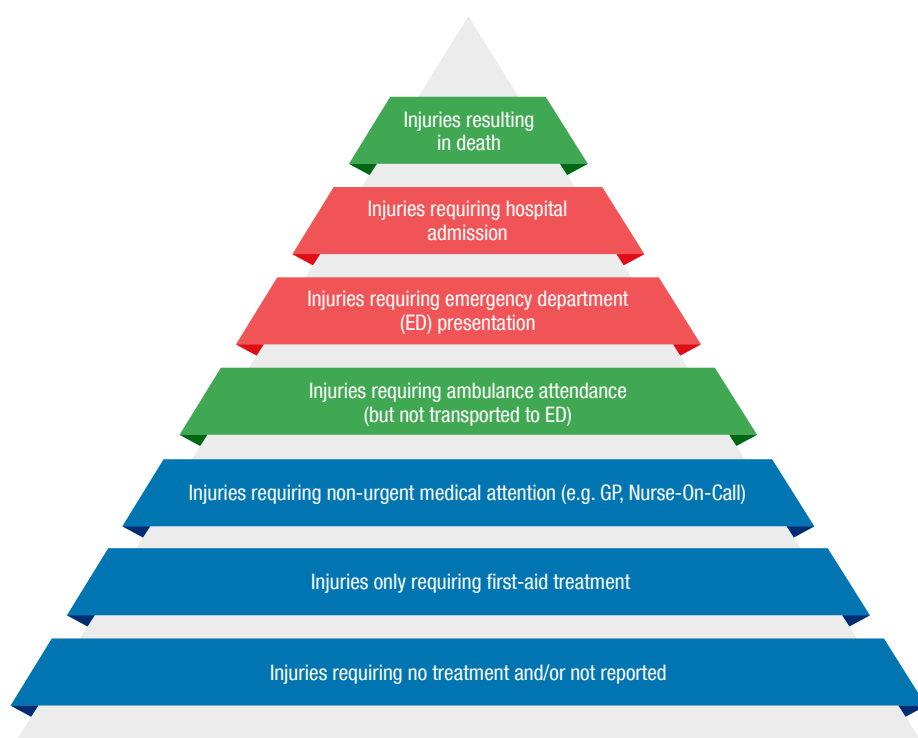 Injuries resulting
in death
Injuries requiring hospital
admission
Injuries requiring emergency department
(ED) presentation
Injuries requiring ambulance attendance
(but not transported to ED)
Injuries requiring non-urgent medical attention (e.g. GP, Nurse-On-Call)
Injuries only requiring first-aid treatment
Injuries requiring no treatment and/or not reported